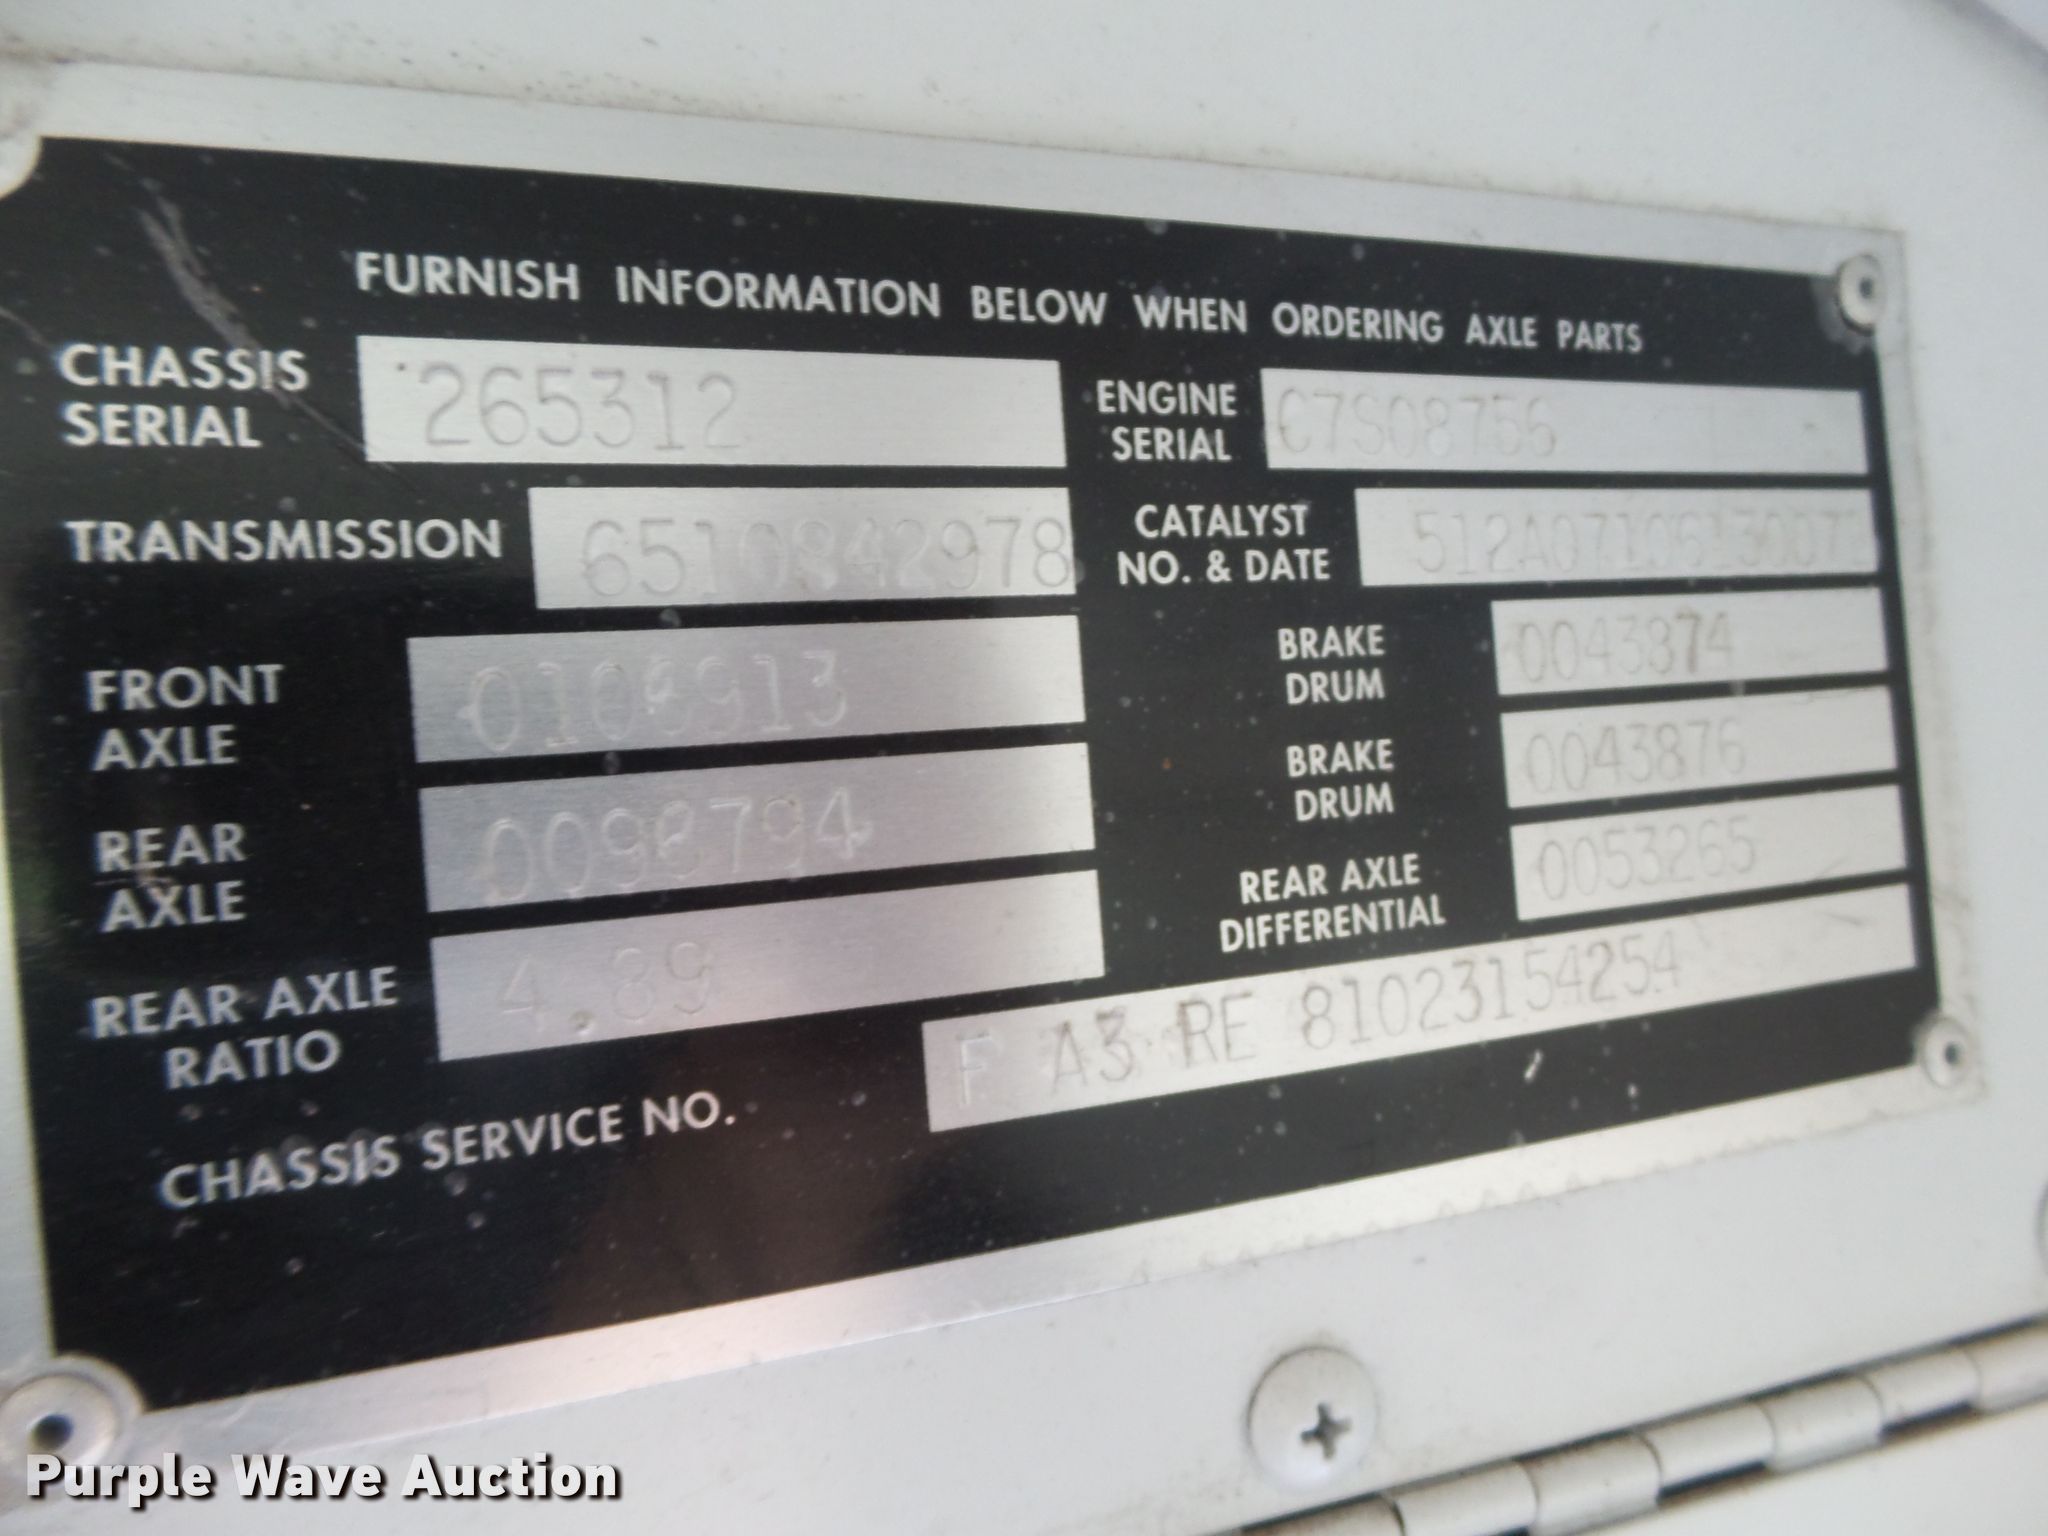 FURNISH INFORMATION BELOW WHEN ORDERING AXLE PARTS
CHASSIS SERIAL 265312
ENGINE SERIAL C7S08756
TRANSMISSION 6510842978
CATALYST NO. & DATE
FRONT AXLE
BRAKE DRUM 0043874
REAR AXLE
BRAKE DRUM 0043876
REAR AXLE RATIO 4.89
REAR AXLE DIFFERENTIAL 0053265
CHASSIS SERVICE NO. F A3 RE 81023154254
Purple Wave Auction